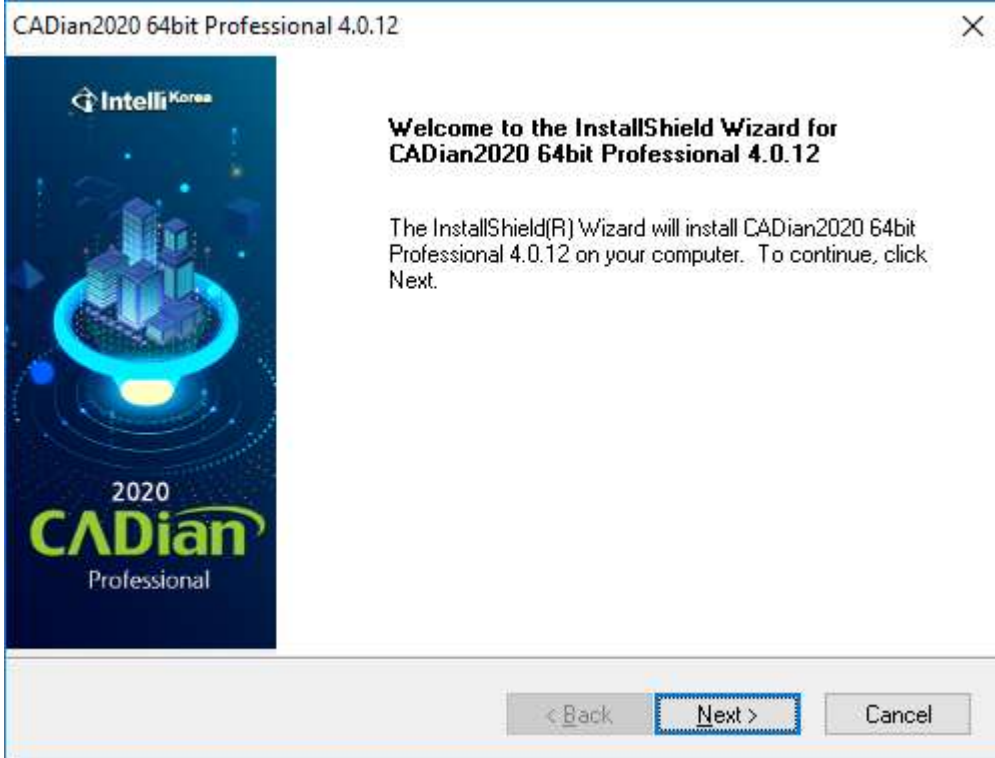 CADian2020 64bit Professional 4.0.12
Intelli Korea
2020
CADian
Professional
Welcome to the InstallShield Wizard for
CADian2020 64bit Professional 4.0.12
The InstallShield(R) Wizard will install CADian2020 64bit
Professional 4.0.12 on your computer.  To continue, click
Next.
< Back
Next >
Cancel